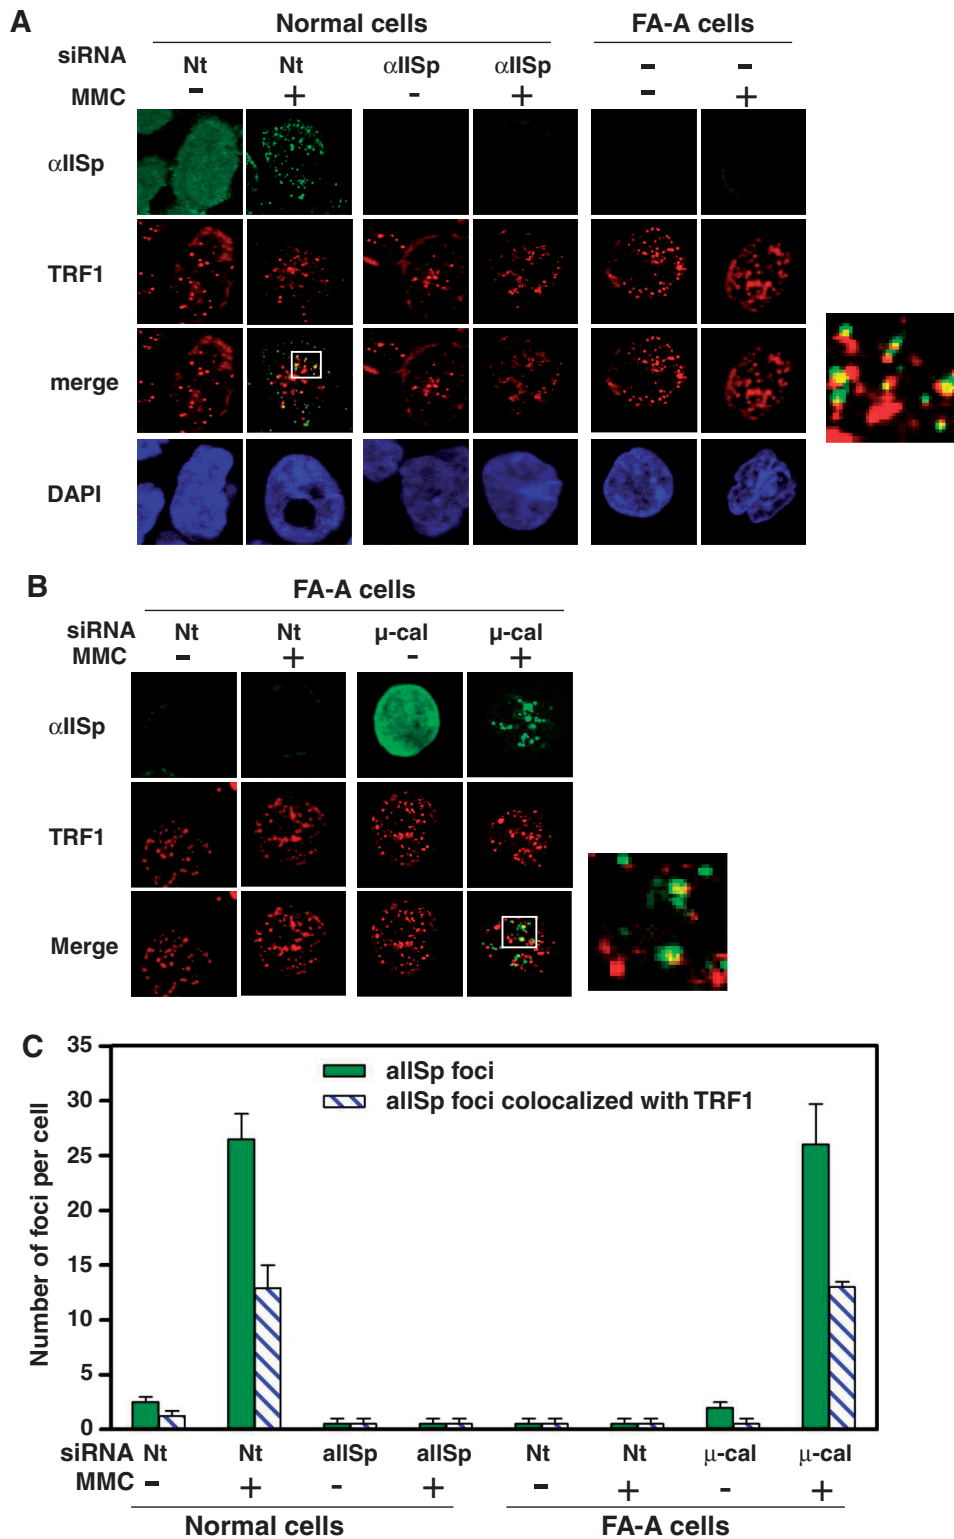 A
Normal cells FA-A cells
siRNA Nt Nt αIISp αIISp - -
MMC - + - + - +
αIISp
TRF1
merge
DAPI
B
FA-A cells
siRNA Nt Nt µ-cal µ-cal
MMC - + - +
αIISp
TRF1
Merge
C
35
30
25
20
15
10
5
0
Number of foci per cell
allSp foci
allSp foci colocalized with TRF1
siRNA Nt Nt allSp allSp Nt Nt µ-cal µ-cal
MMC - + - + - + - +
Normal cells FA-A cells